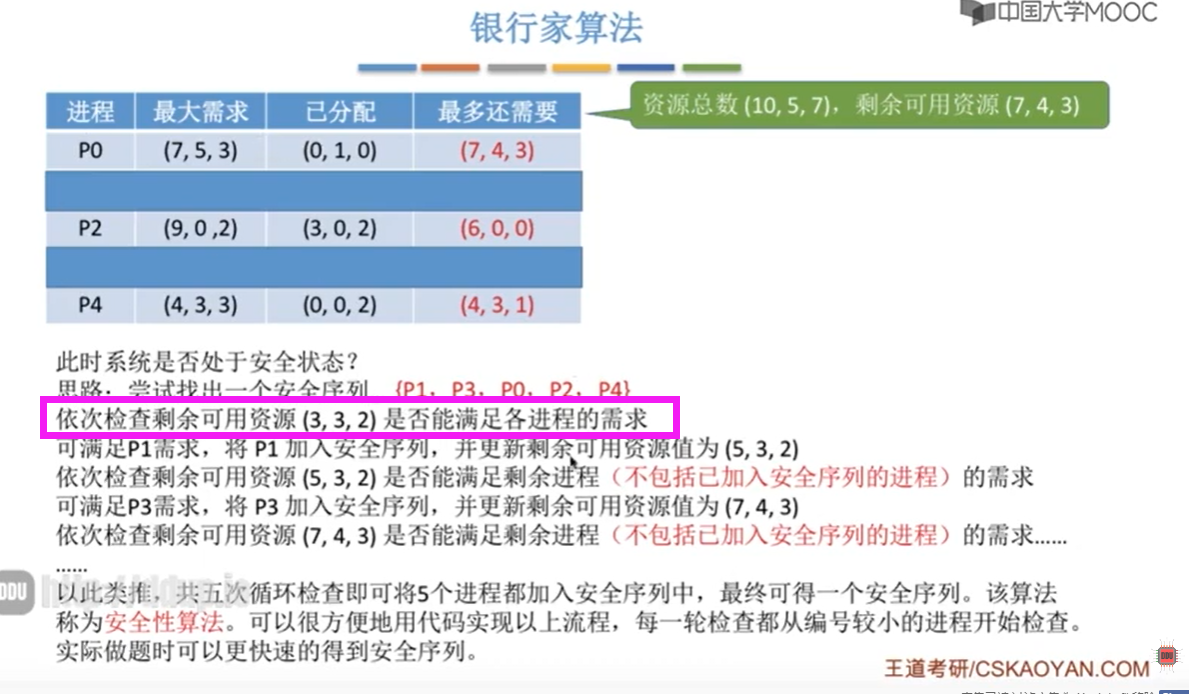 中国大学MOOC
银行家算法
资源总数 (10, 5, 7)，剩余可用资源 (7, 4, 3)
进程 最大需求 已分配 最多还需要
P0 (7, 5, 3) (0, 1, 0) (7, 4, 3)
P2 (9, 0 ,2) (3, 0, 2) (6, 0, 0)
P4 (4, 3, 3) (0, 0, 2) (4, 3, 1)
此时系统是否处于安全状态？
思路：尝试找出一个安全序列 {P1， P3， P0， P2， P4}
依次检查剩余可用资源 (3, 3, 2) 是否能满足各进程的需求
可满足P1需求，将 P1 加入安全序列，并更新剩余可用资源值为 (5, 3, 2)
依次检查剩余可用资源 (5, 3, 2) 是否能满足剩余进程（不包括已加入安全序列的进程）的需求
可满足P3需求，将 P3 加入安全序列，并更新剩余可用资源值为 (7, 4, 3)
依次检查剩余可用资源 (7, 4, 3) 是否能满足剩余进程（不包括已加入安全序列的进程）的需求......
......
以此类推，共五次循环检查即可将5个进程都加入安全序列中，最终可得一个安全序列。该算法
称为安全性算法。可以很方便地用代码实现以上流程，每一轮检查都从编号较小的进程开始检查。
实际做题时可以更快速的得到安全序列。
王道考研/CSKAOYAN.COM